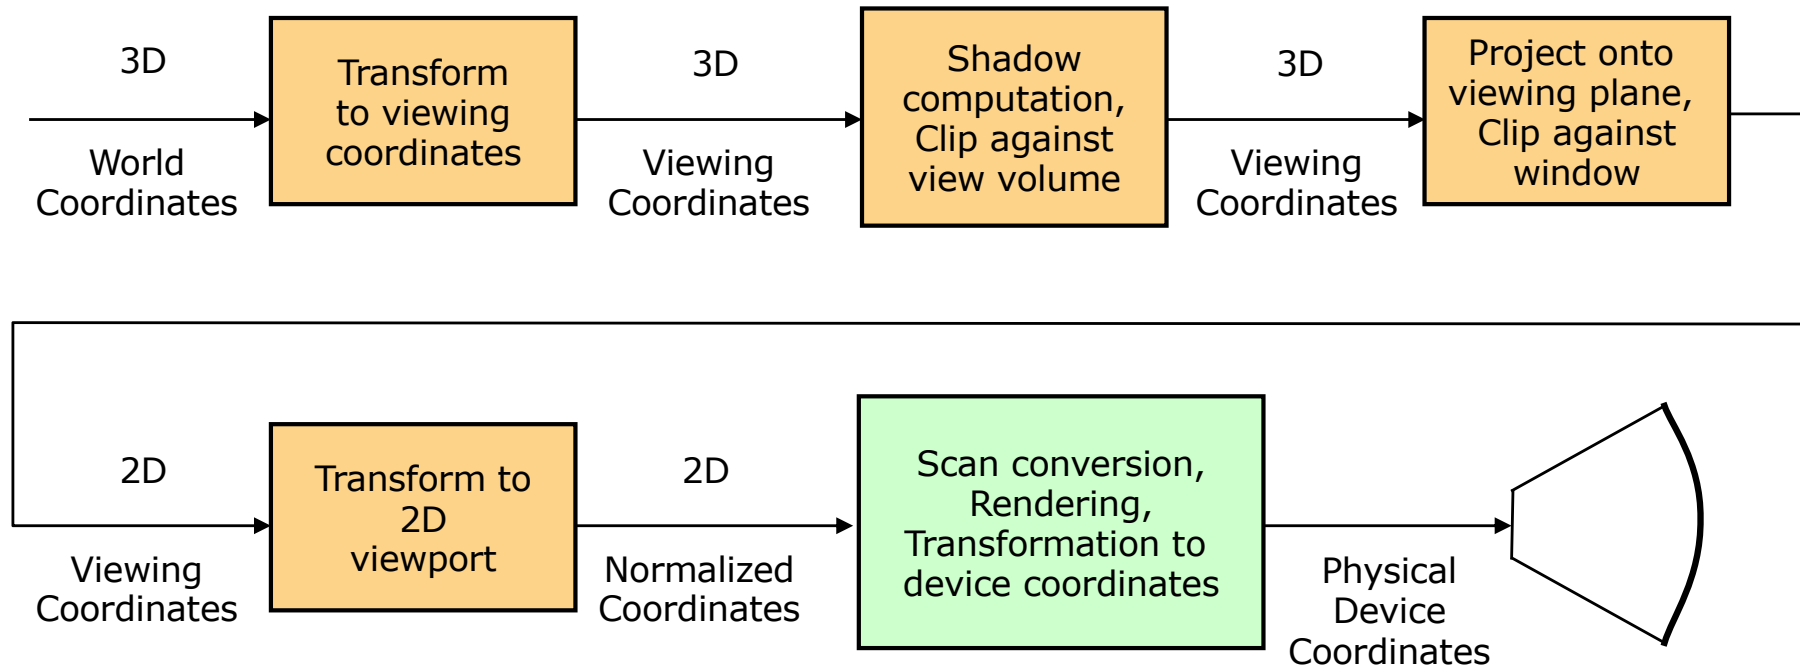 3D
World
Coordinates
Transform
to viewing
coordinates
3D
Viewing
Coordinates
Shadow
computation,
Clip against
view volume
3D
Viewing
Coordinates
Project onto
viewing plane,
Clip against
window
2D
Viewing
Coordinates
Transform to
2D
viewport
2D
Normalized
Coordinates
Scan conversion,
Rendering,
Transformation to
device coordinates
Physical
Device
Coordinates